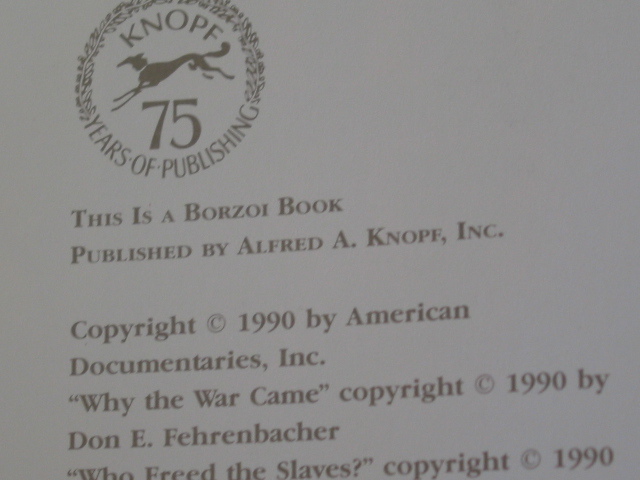 KNOPF
75
YEARS·OF·PUBLISHING
THIS IS A BORZOI BOOK
PUBLISHED BY ALFRED A. KNOPF, INC.
Copyright © 1990 by American
Documentaries, Inc.
"Why the War Came" copyright © 1990 by
Don E. Fehrenbacher
"Who Freed the Slaves?" copyright © 1990